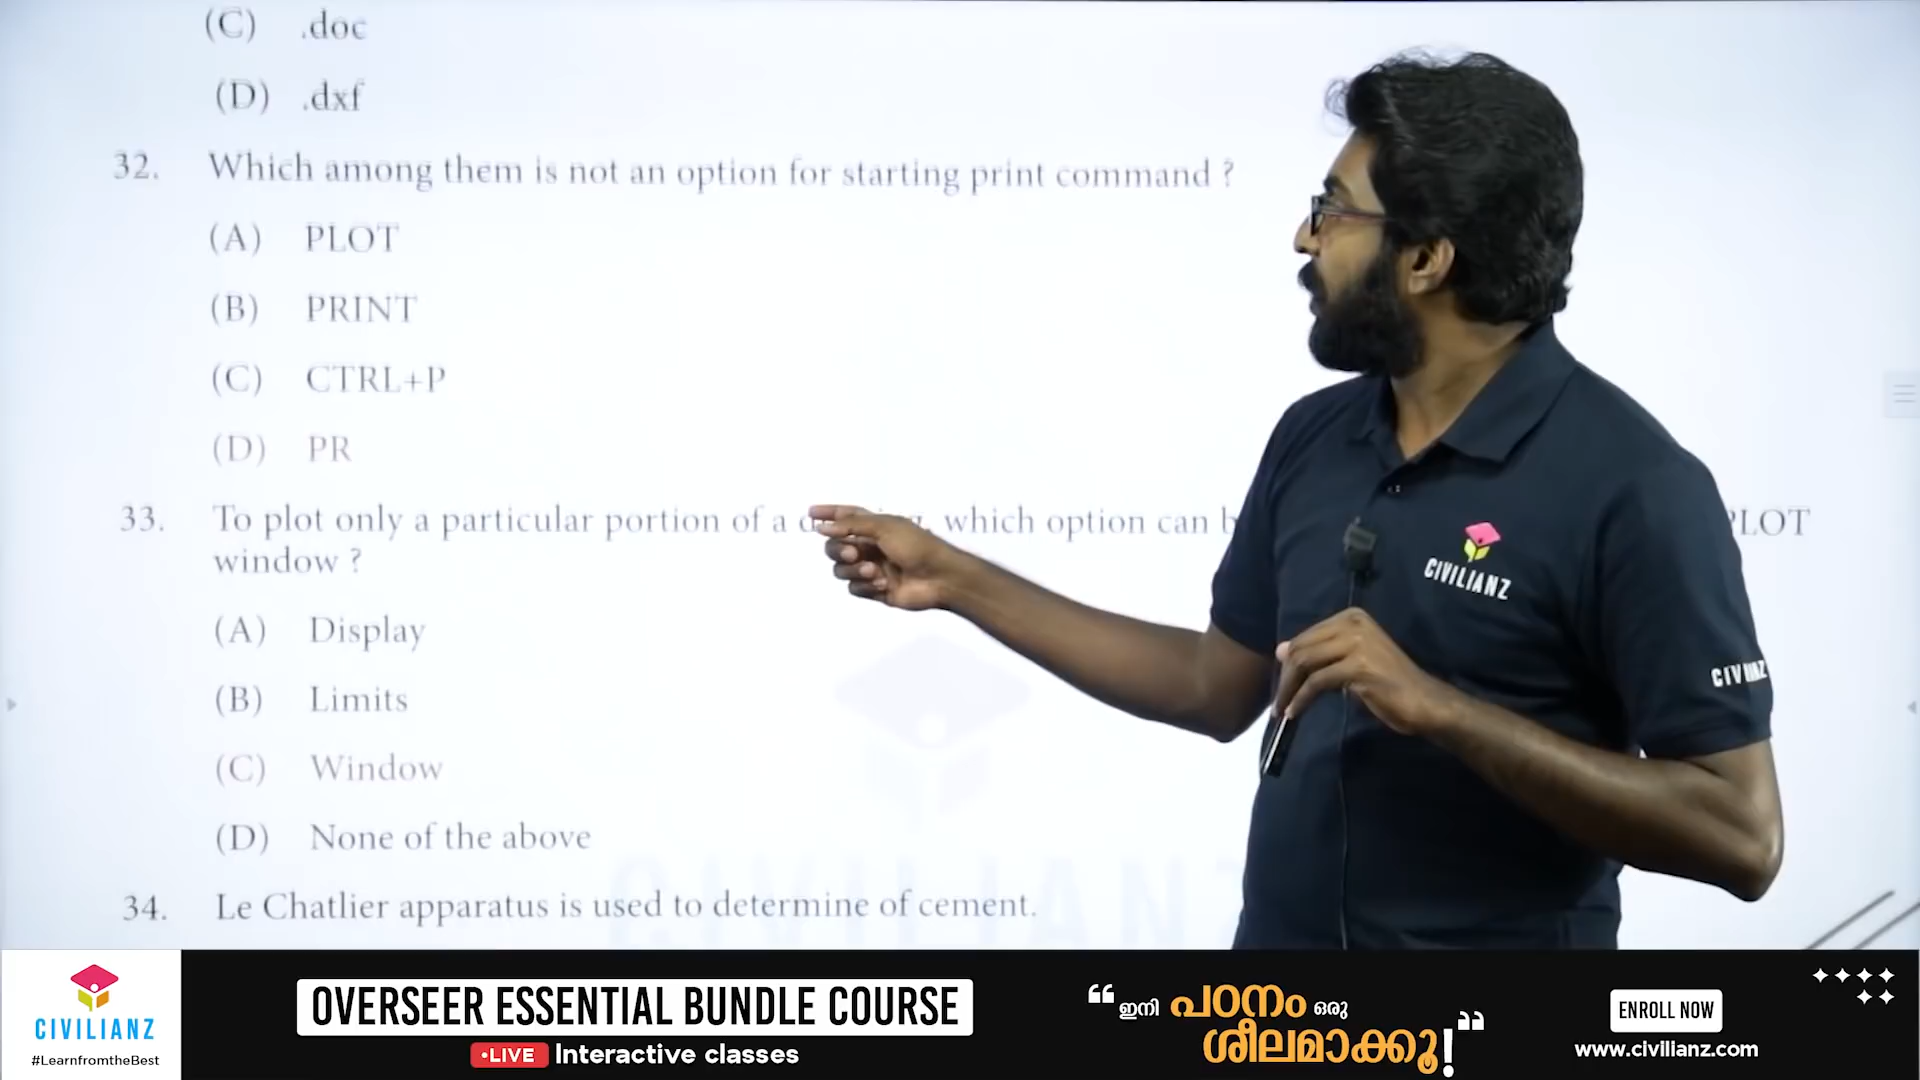 (C) .doc
(D) .dxf
32. Which among them is not an option for starting print command ?
(A) PLOT
(B) PRINT
(C) CTRL+P
(D) PR
33. To plot only a particular portion of a which option can PLOT
window ?
(A) Display
(B) Limits
(C) Window
(D) None of the above
34. Le Chatlier apparatus is used to determine of cement.
CIVILIANZ
CIVILIANZ
CIVILIANZ
CIVILIANZ
#LearnfromtheBest
OVERSEER ESSENTIAL BUNDLE COURSE
•LIVE Interactive classes
“ഇനി പഠനം ഒരു
ശീലമാക്കൂ!”
ENROLL NOW
www.civilianz.com